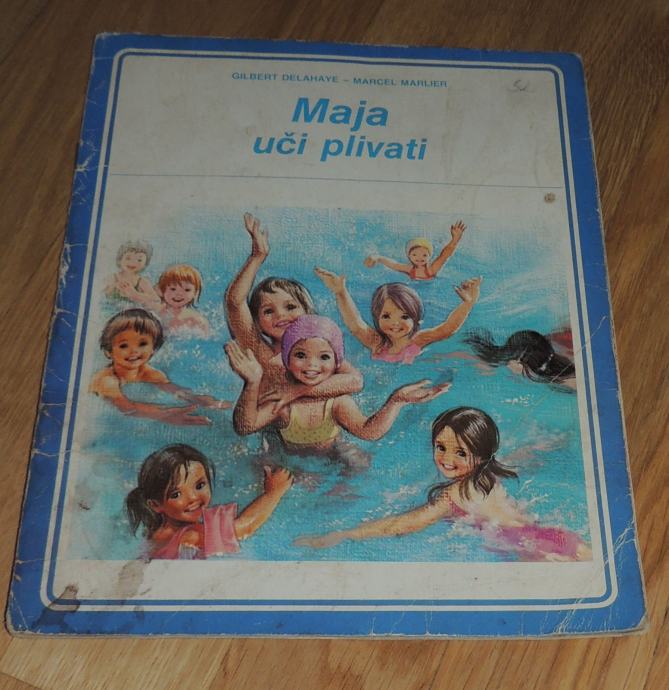 GILBERT DELAHAYE – MARCEL MARLIER
Maja
uči plivati